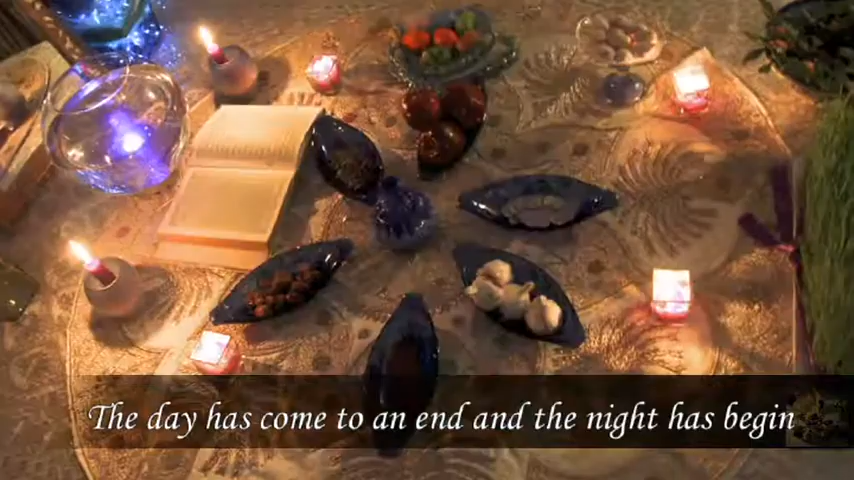 The day has come to an end and the night has begin